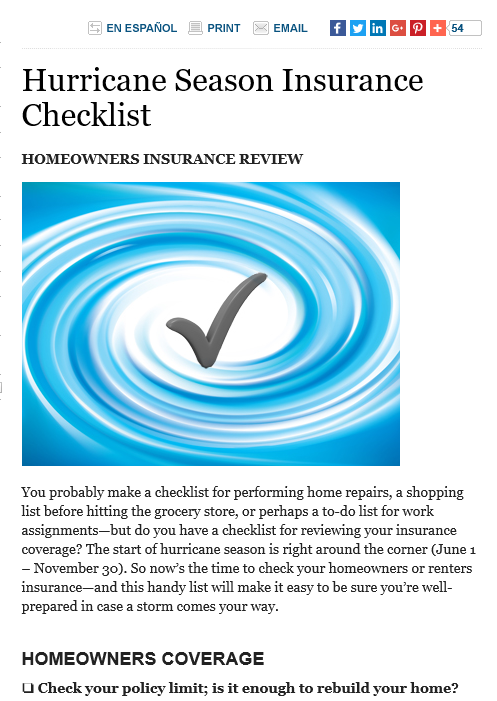 EN ESPAÑOL PRINT EMAIL 54
Hurricane Season Insurance
Checklist
HOMEOWNERS INSURANCE REVIEW
You probably make a checklist for performing home repairs, a shopping
list before hitting the grocery store, or perhaps a to-do list for work
assignments—but do you have a checklist for reviewing your insurance
coverage? The start of hurricane season is right around the corner (June 1
– November 30). So now’s the time to check your homeowners or renters
insurance—and this handy list will make it easy to be sure you’re well-
prepared in case a storm comes your way.
HOMEOWNERS COVERAGE
❑ Check your policy limit; is it enough to rebuild your home?